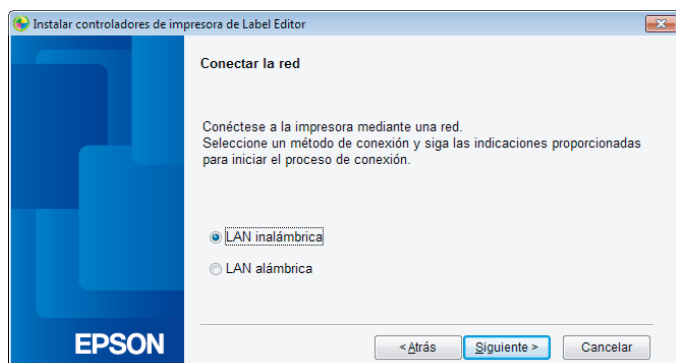 Instalar controladores de impresora de Label Editor
Conectar la red
Conéctese a la impresora mediante una red.
Seleccione un método de conexión y siga las indicaciones proporcionadas
para iniciar el proceso de conexión.
LAN inalámbrica
LAN alámbrica
EPSON
< Atrás
Siguiente >
Cancelar